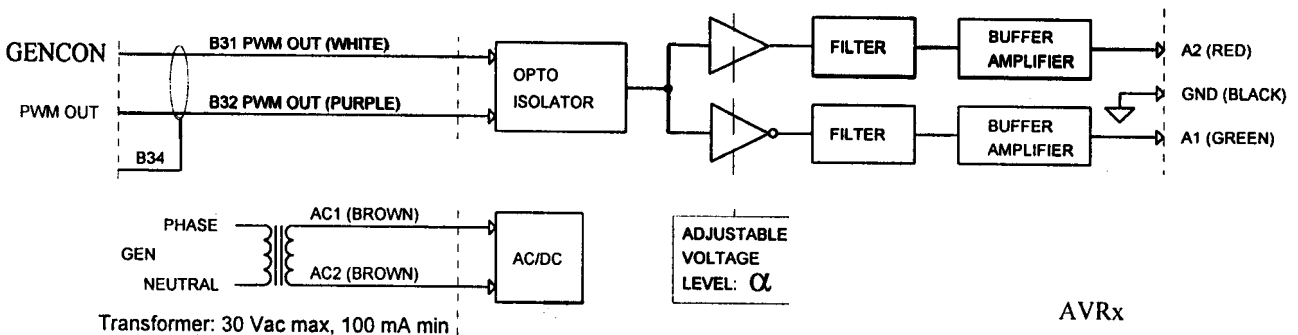 GENCON
B31 PWM OUT (WHITE)
OPTO
ISOLATOR
FILTER
BUFFER
AMPLIFIER
A2 (RED)
PWM OUT
B32 PWM OUT (PURPLE)
GND (BLACK)
B34
FILTER
BUFFER
AMPLIFIER
A1 (GREEN)
PHASE
GEN
NEUTRAL
AC1 (BROWN)
AC2 (BROWN)
AC/DC
ADJUSTABLE
VOLTAGE
LEVEL: α
Transformer: 30 Vac max, 100 mA min
AVRx